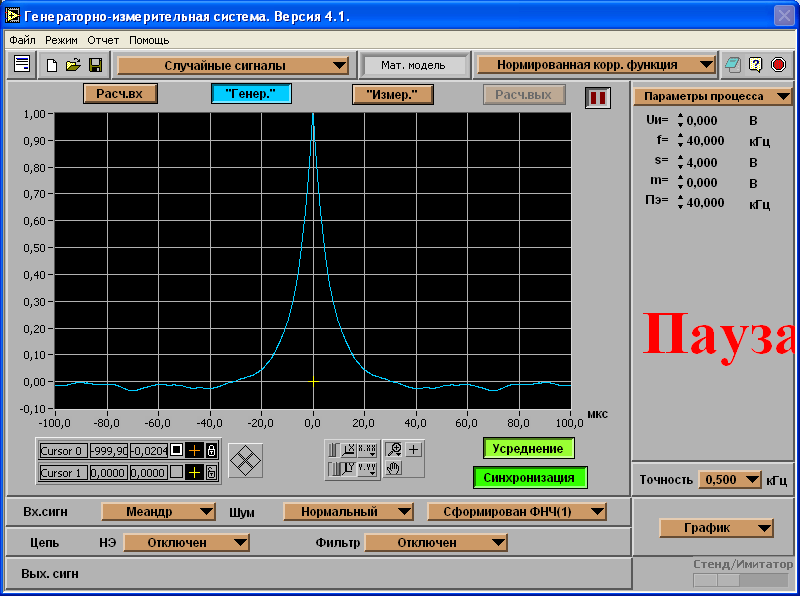 Генераторно-измерительная система. Версия 4.1.
Файл Режим Отчет Помощь
Случайные сигналы Мат. модель Нормированная корр. функция
Расч.вх "Генер." "Измер." Расч.вых
Параметры процесса
Uи= 0,000 В
f= 40,000 кГц
s= 4,000 В
m= 0,000 В
Пэ= 40,000 кГц
1,00
0,90
0,80
0,70
0,60
0,50
0,40
0,30
0,20
0,10
0,00
-0,10
-100,0 -80,0 -60,0 -40,0 -20,0 0,0 20,0 40,0 60,0 80,0 100,0 мкс
Пауза
Cursor 0 -999,90 -0,0204
Cursor 1 0,0000 0,0000
X.XX
Y.YY
Усреднение
Синхронизация
Точность 0,500 кГц
Вх.сигн Меандр Шум Нормальный Сформирован ФНЧ(1)
График
Цепь НЭ Отключен Фильтр Отключен
Стенд/Имитатор
Вых. сигн